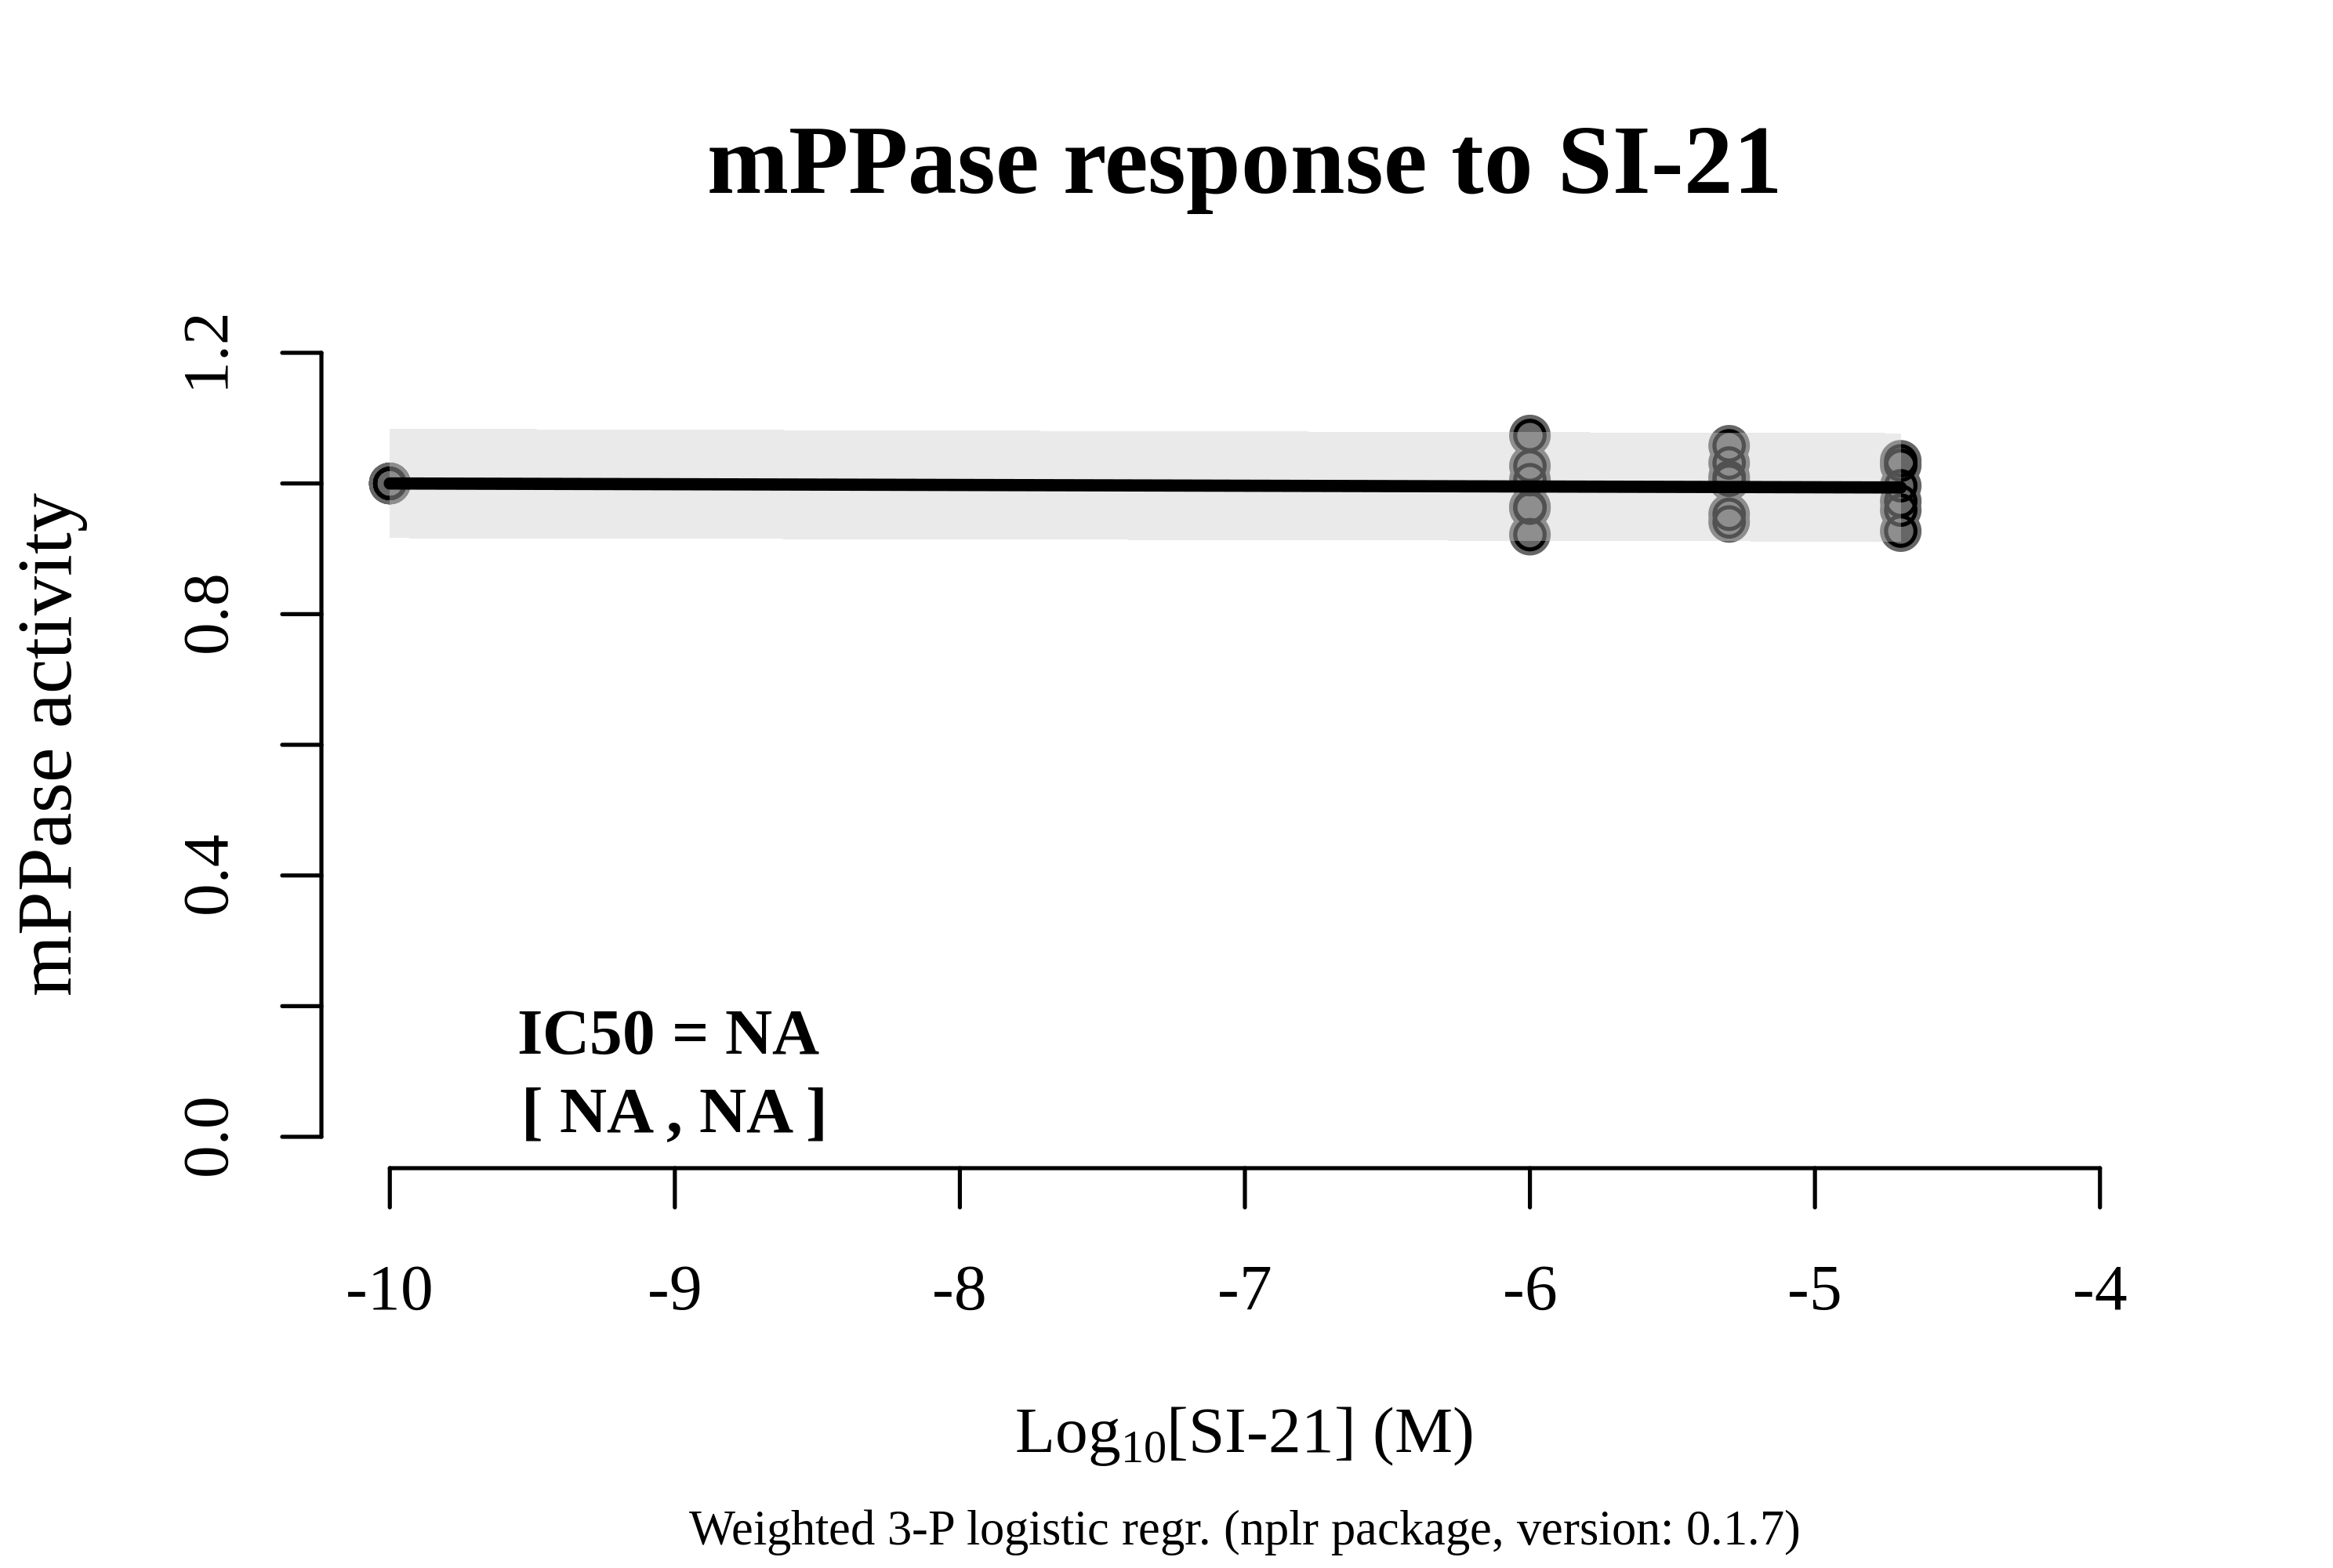 mPPase response to SI-21
mPPase activity
1.2
0.8
0.4
0.0
IC50 = NA
[ NA , NA ]
-10 -9 -8 -7 -6 -5 -4
Log10[SI-21] (M)
Weighted 3-P logistic regr. (nplr package, version: 0.1.7)